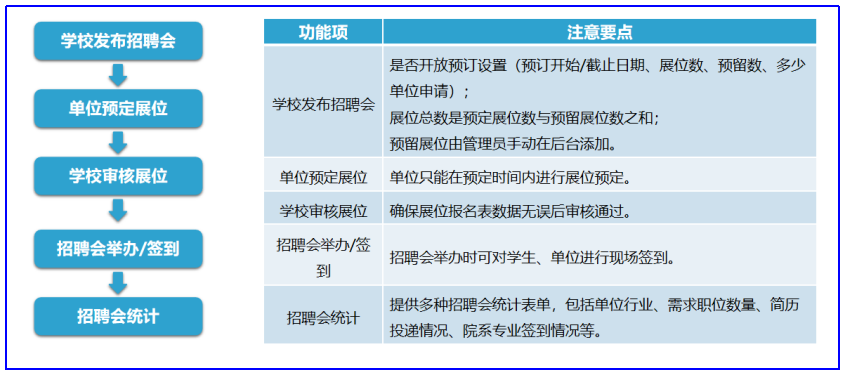 学校发布招聘会
单位预定展位
学校审核展位
招聘会举办/签到
招聘会统计
功能项
注意要点
学校发布招聘会
是否开放预订设置（预订开始/截止日期、展位数、预留数、多少
单位申请）；
展位总数是预定展位数与预留展位数之和；
预留展位由管理员手动在后台添加。
单位预定展位
单位只能在预定时间内进行展位预定。
学校审核展位
确保展位报名表数据无误后审核通过。
招聘会举办/签
到
招聘会举办时可对学生、单位进行现场签到。
招聘会统计
提供多种招聘会统计表单，包括单位行业、需求职位数量、简历
投递情况、院系专业签到情况等。